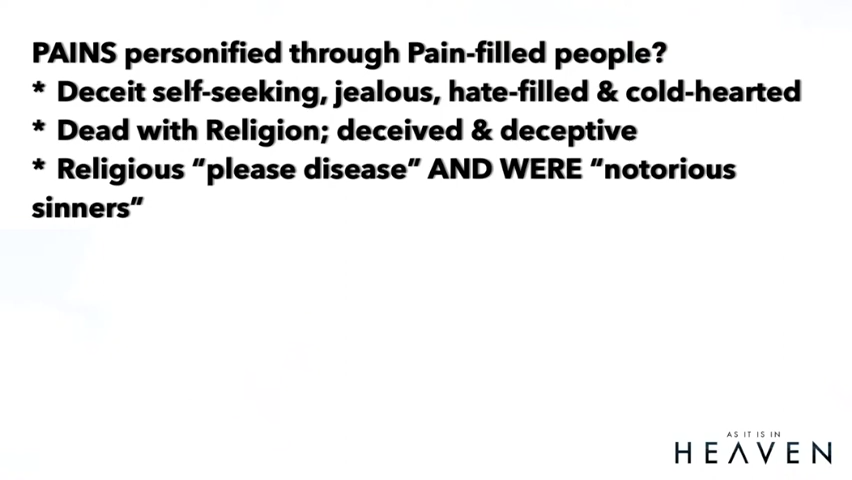 PAINS personified through Pain-filled people?
* Deceit self-seeking, jealous, hate-filled & cold-hearted
* Dead with Religion; deceived & deceptive
* Religious “please disease” AND WERE “notorious
sinners”
AS IT IS IN
HEAVEN